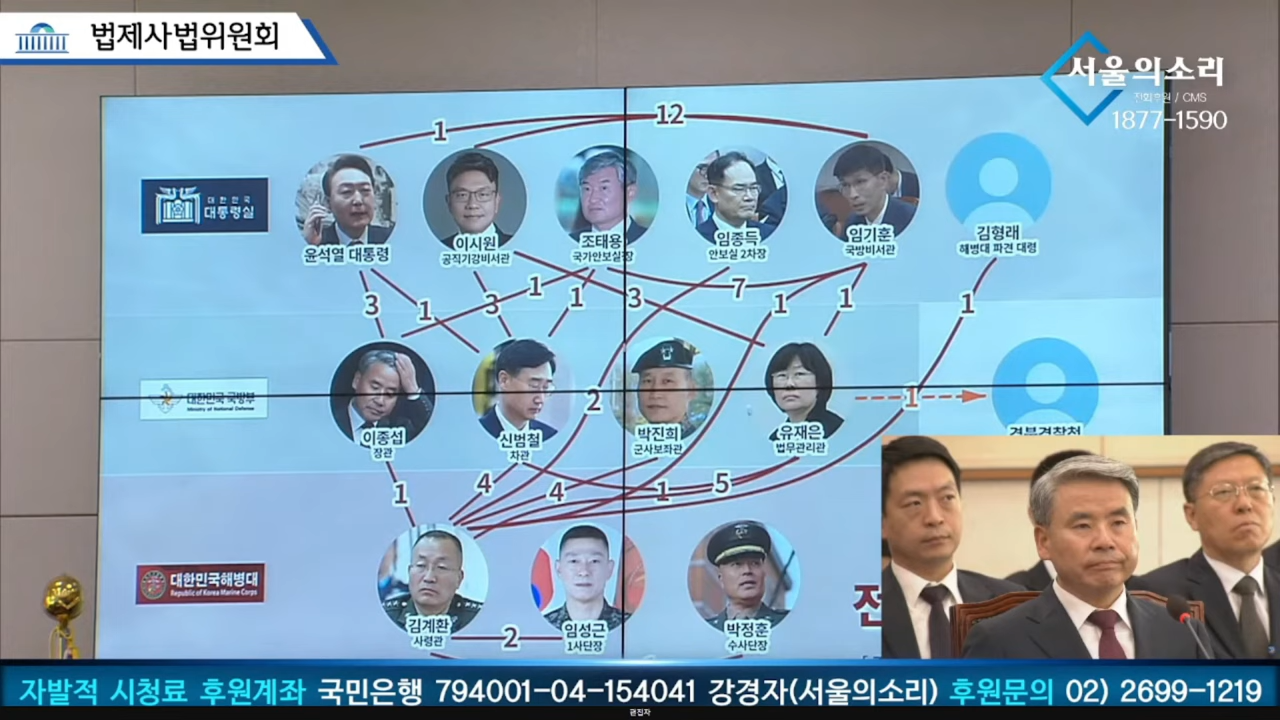 법제사법위원회
서울의소리
전화후원 / CMS
1877-1590
1
12
대한민국
대통령실
윤석열 대통령
이시원
공직기강비서관
조태용
국가안보실장
임종득
안보실 2차장
임기훈
국방비서관
김형래
해병대 파견 대령
3
1
3
1
1
3
7
1
1
1
대한민국 국방부
Ministry of National Defense
2
1
이종섭
장관
신범철
차관
박진희
군사보좌관
유재은
법무관리관
경북경찰청
1
4
4
1
5
대한민국해병대
Republic of Korea Marine Corps
김계환
사령관
2
임성근
1사단장
박정훈
수사단장
전
자발적 시청료 후원계좌 국민은행 794001-04-154041 강경자(서울의소리) 후원문의 02) 2699-1219
편집자